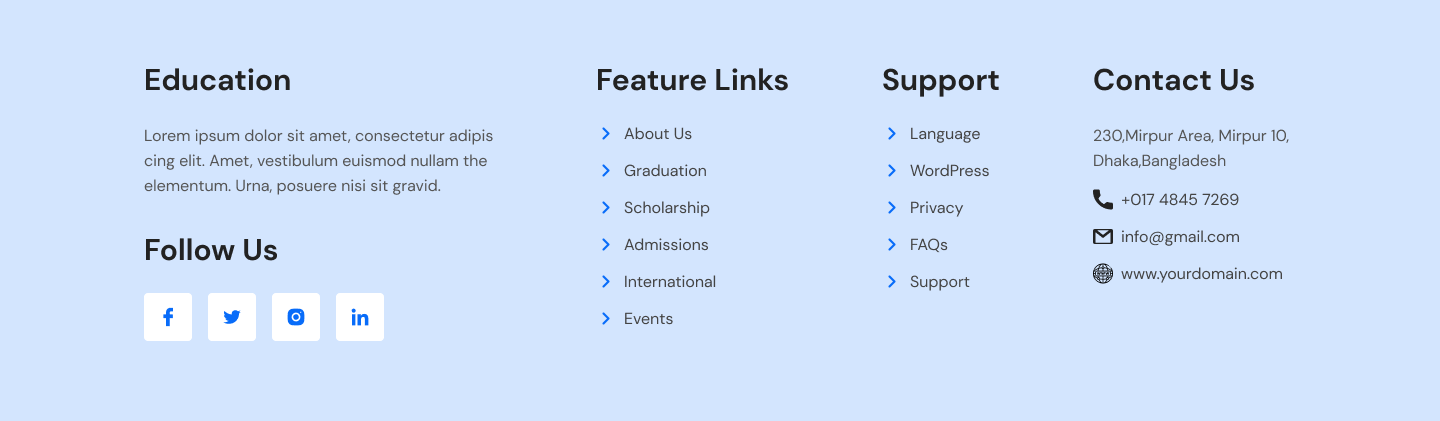 Education
Lorem ipsum dolor sit amet, consectetur adipis
cing elit. Amet, vestibulum euismod nullam the
elementum. Urna, posuere nisi sit gravid.
Follow Us
Feature Links
About Us
Graduation
Scholarship
Admissions
International
Events
Support
Language
WordPress
Privacy
FAQs
Support
Contact Us
230,Mirpur Area, Mirpur 10,
Dhaka,Bangladesh
+017 4845 7269
info@gmail.com
www.yourdomain.com